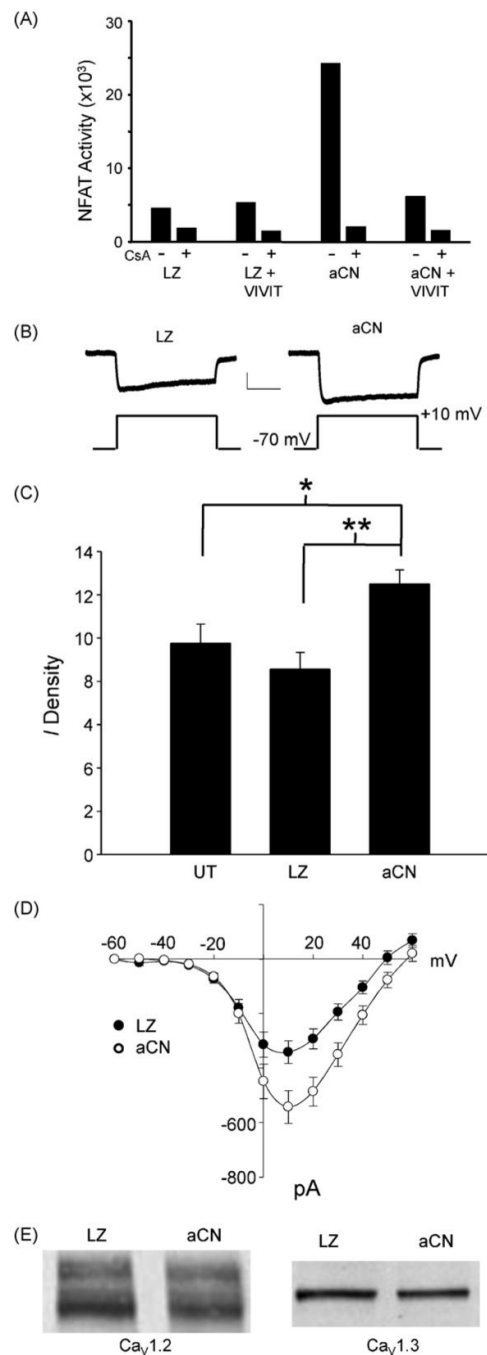 (A)
NFAT Activity (x10³)
30
20
10
0
CsA - + - + - + - +
LZ LZ + VIVIT aCN aCN + VIVIT
(B)
LZ aCN
+10 mV
-70 mV
(C)
* 
**
I Density
14
12
10
8
4
6
2
0
UT LZ aCN
(D)
-60 -40 -20 20 40 60
mV
LZ
aCN
-600
-800
pA
(E)
LZ aCN LZ aCN
Caᵥ1.2 Caᵥ1.3